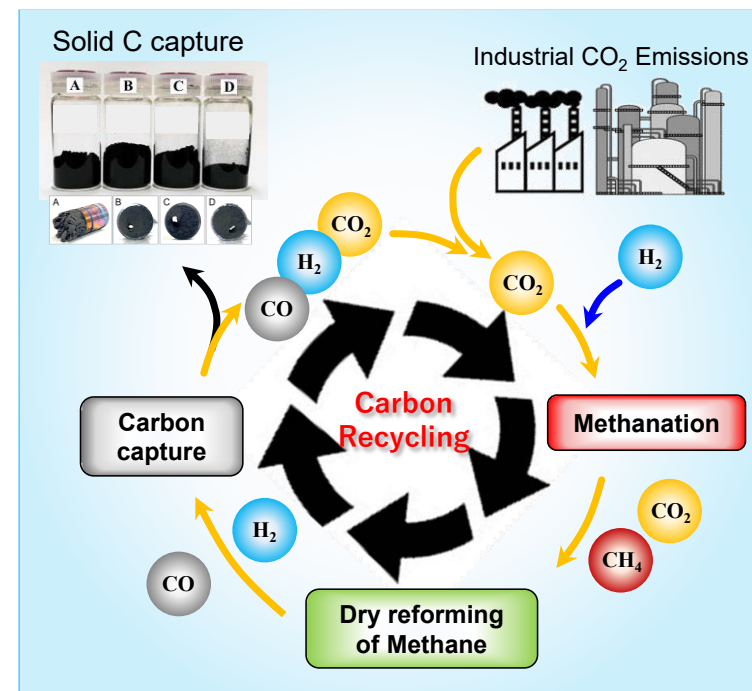 Solid C capture
Industrial CO₂ Emissions
A B C D
A B C D
CO₂
H₂
CO
CO₂
H₂
Carbon
Recycling
Carbon
capture
Methanation
H₂
CO
CO₂
CH₄
Dry reforming
of Methane